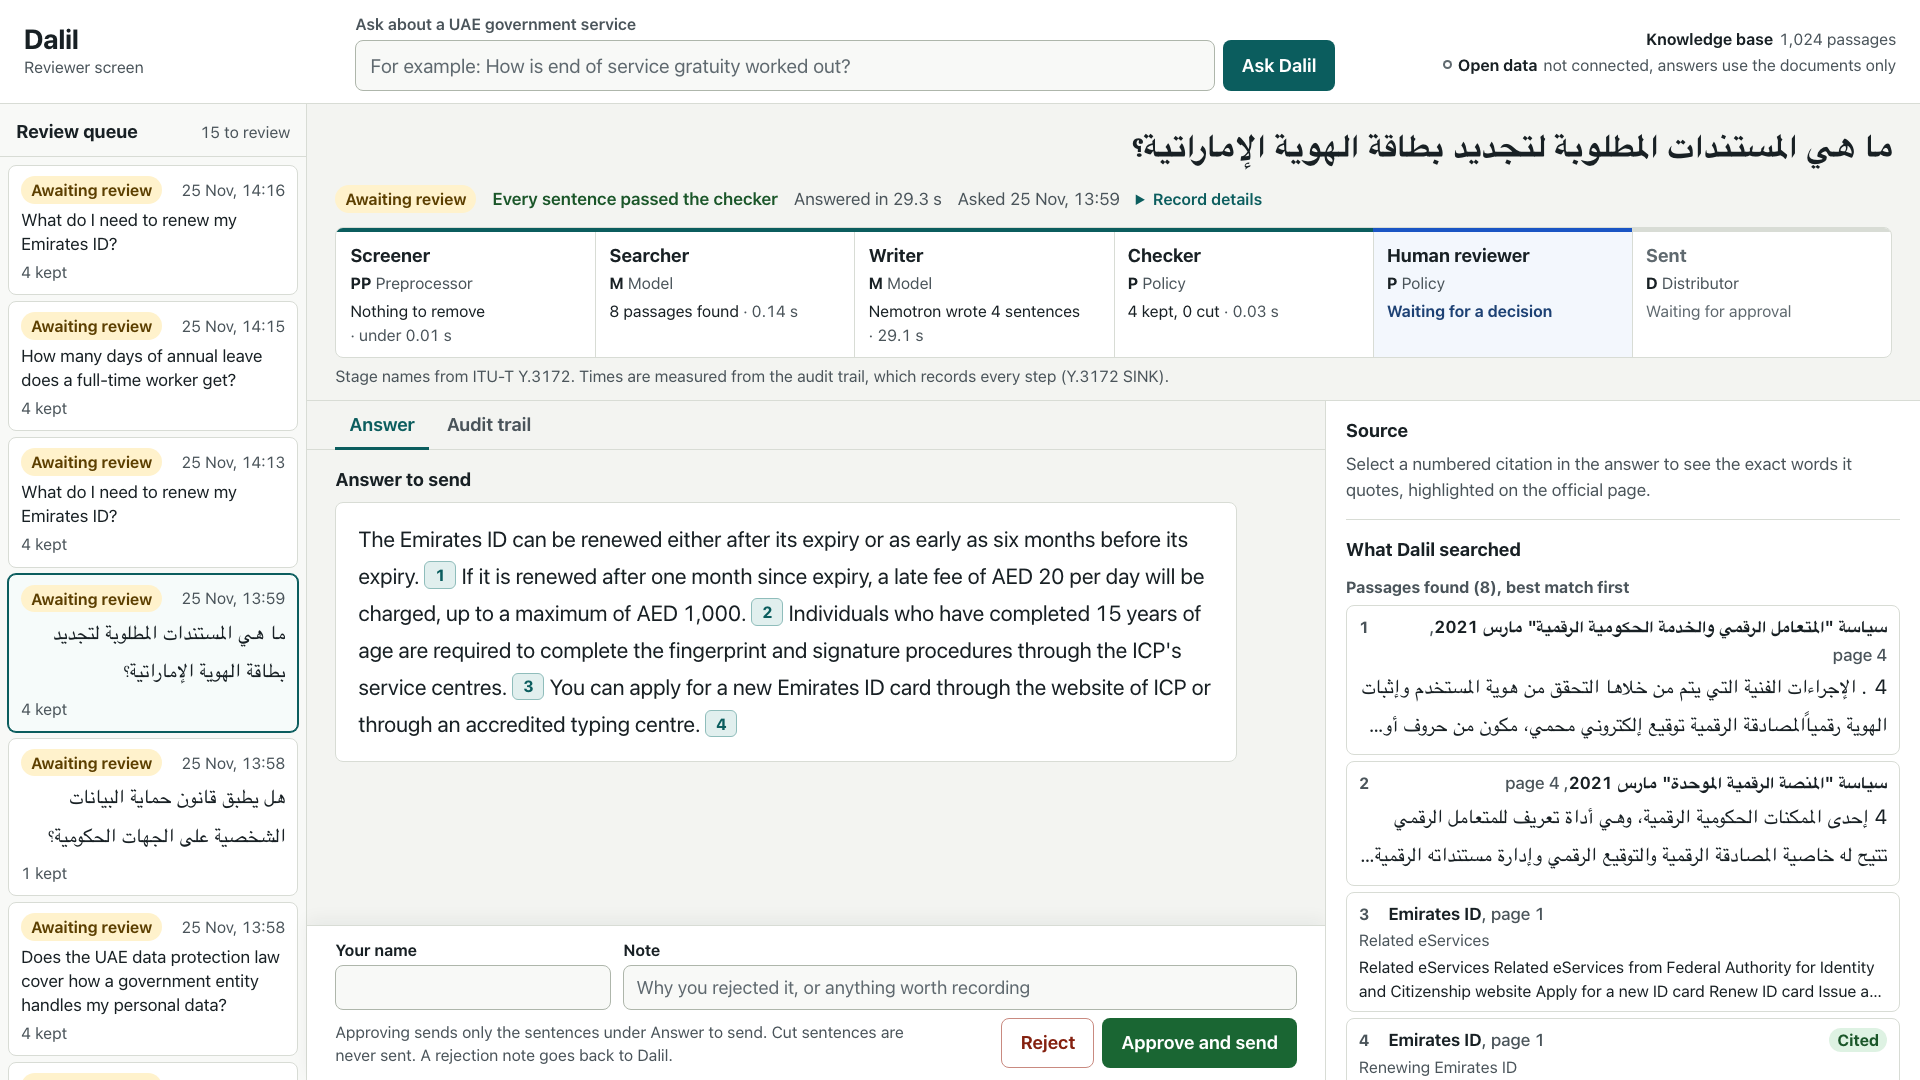 Dalil
Reviewer screen
Ask about a UAE government service
For example: How is end of service gratuity worked out?
Ask Dalil
Knowledge base 1,024 passages
Open data not connected, answers use the documents only
Review queue
15 to review
Awaiting review
25 Nov, 14:16
What do I need to renew my
Emirates ID?
4 kept
Awaiting review
25 Nov, 14:15
How many days of annual leave
does a full-time worker get?
4 kept
Awaiting review
25 Nov, 14:13
What do I need to renew my
Emirates ID?
4 kept
Awaiting review
25 Nov, 13:59
ما هي المستندات المطلوبة لتجديد
بطاقة الهوية الإماراتية؟
4 kept
Awaiting review
25 Nov, 13:58
هل يطبق قانون حماية البيانات
الشخصية على الجهات الحكومية؟
1 kept
Awaiting review
25 Nov, 13:58
Does the UAE data protection law
cover how a government entity
handles my personal data?
4 kept
ما هي المستندات المطلوبة لتجديد بطاقة الهوية الإماراتية؟
Awaiting review
Every sentence passed the checker
Answered in 29.3 s
Asked 25 Nov, 13:59
Record details
Screener
PP Preprocessor
Nothing to remove
· under 0.01 s
Searcher
M Model
8 passages found · 0.14 s
Writer
M Model
Nemotron wrote 4 sentences
· 29.1 s
Checker
P Policy
4 kept, 0 cut · 0.03 s
Human reviewer
P Policy
Waiting for a decision
Sent
D Distributor
Waiting for approval
Stage names from ITU-T Y.3172. Times are measured from the audit trail, which records every step (Y.3172 SINK).
Answer
Audit trail
Answer to send
The Emirates ID can be renewed either after its expiry or as early as six months before its
expiry. 1 If it is renewed after one month since expiry, a late fee of AED 20 per day will be
charged, up to a maximum of AED 1,000. 2 Individuals who have completed 15 years of
age are required to complete the fingerprint and signature procedures through the ICP's
service centres. 3 You can apply for a new Emirates ID card through the website of ICP or
through an accredited typing centre. 4
Your name
Note
Why you rejected it, or anything worth recording
Approving sends only the sentences under Answer to send. Cut sentences are
never sent. A rejection note goes back to Dalil.
Reject
Approve and send
Source
Select a numbered citation in the answer to see the exact words it
quotes, highlighted on the official page.
What Dalil searched
Passages found (8), best match first
1
سياسة "المتعامل الرقمي والخدمة الحكومية الرقمية" مارس 2021,
page 4
4 . الإجراءات الفنية التي يتم من خلاها التحقق من هوية المستخدم وإثبات
الهوية رقمياًالمصادقة الرقمية توقيع إلكتروني محمي، مكون من حروف أو...
2
سياسة "المنصة الرقمية الموحدة" مارس 2021, page 4
4 إحدى الممكنات الحكومية الرقمية، وهي أداة تعريف للمتعامل الرقمي
تتيح له خاصية المصادقة الرقمية والتوقيع الرقمي وإدارة مستنداته الرقمية...
3 Emirates ID, page 1
Related eServices
Related eServices Related eServices from Federal Authority for Identity
and Citizenship website Apply for a new ID card Renew ID card Issue a...
4 Emirates ID, page 1
Cited
Renewing Emirates ID